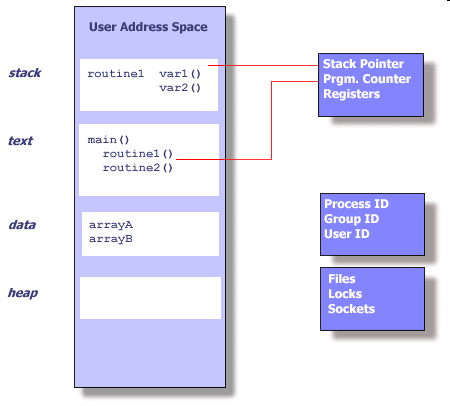 User Address Space
stack
routine1 var1()
var2()
text
main()
routine1()
routine2()
data
arrayA
arrayB
heap
Stack Pointer
Prgm. Counter
Registers
Process ID
Group ID
User ID
Files
Locks
Sockets